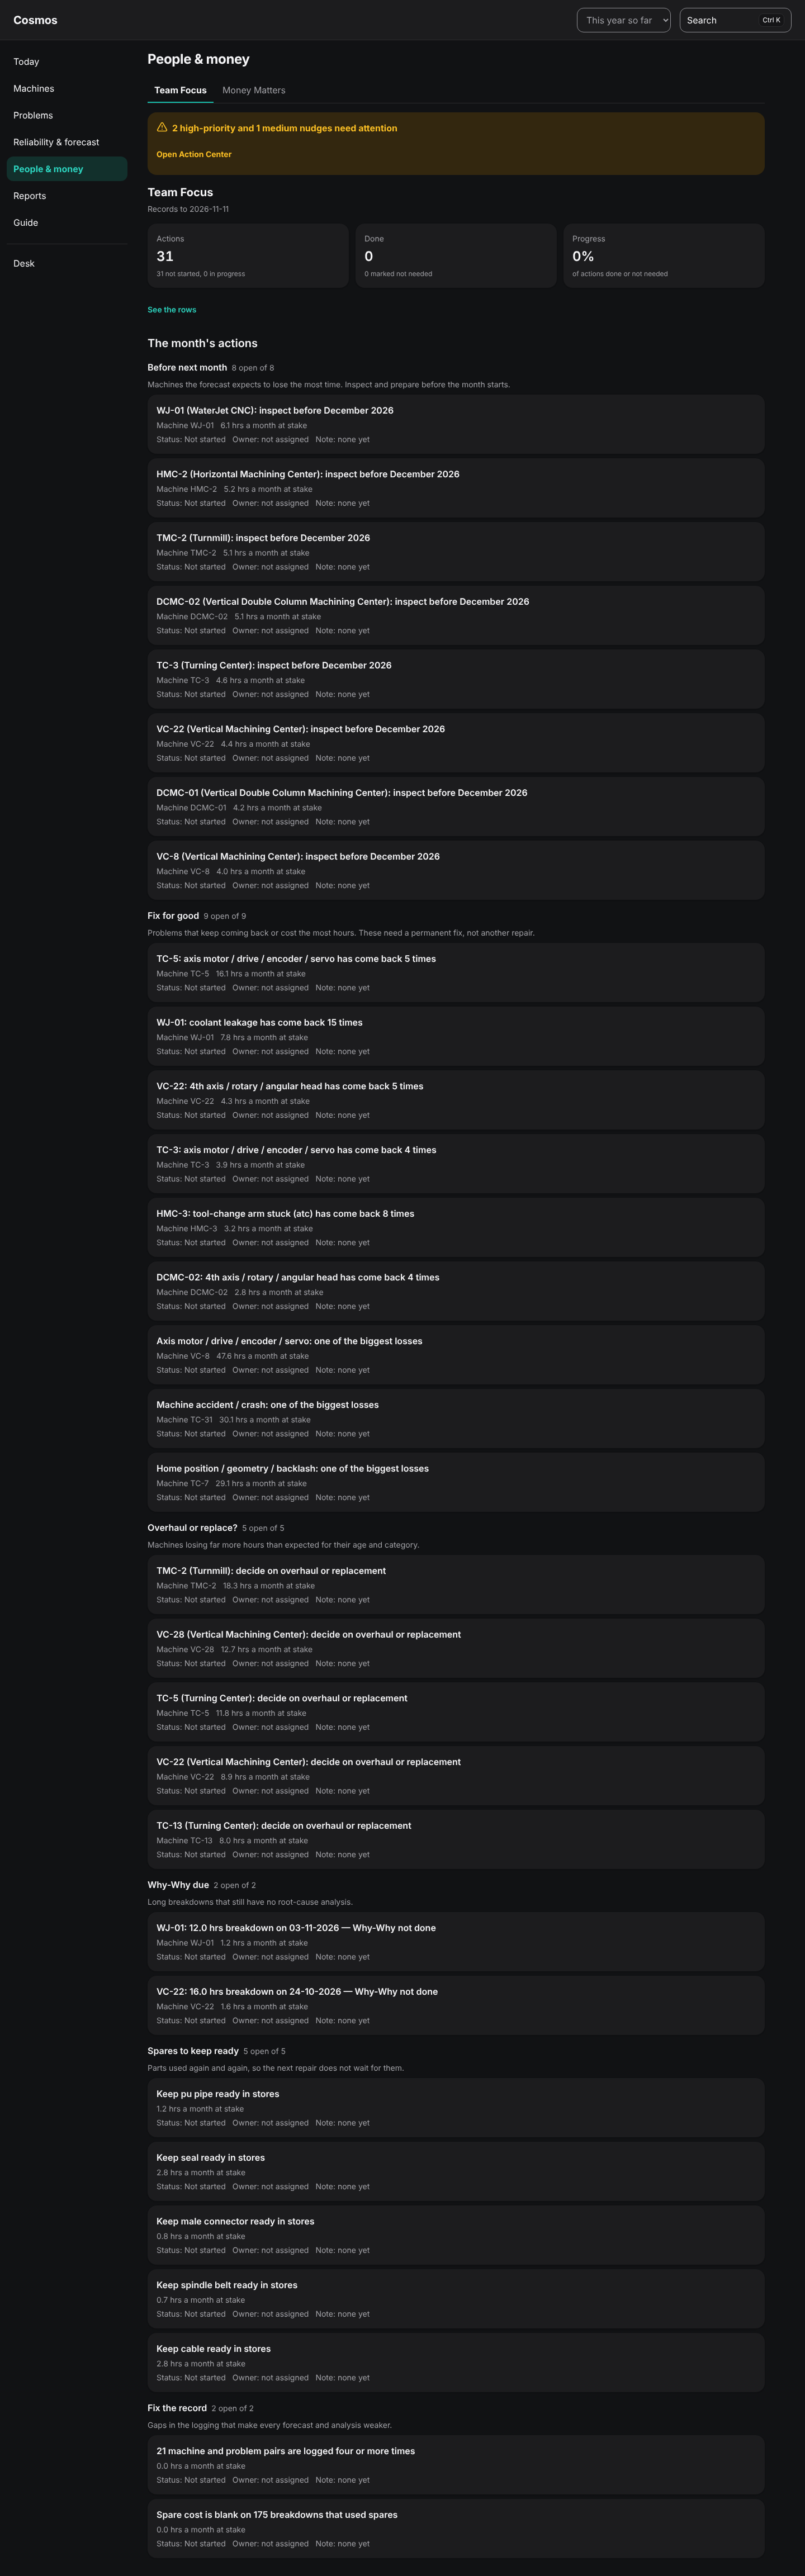 Cosmos
This year so far
Search Ctrl K
Today
Machines
Problems
Reliability & forecast
People & money
Reports
Guide
Desk
People & money
Team Focus Money Matters
2 high-priority and 1 medium nudges need attention
Open Action Center
Team Focus
Records to 2026-11-11
Actions
31
31 not started, 0 in progress
Done
0
0 marked not needed
Progress
0%
of actions done or not needed
See the rows
The month's actions
Before next month 8 open of 8
Machines the forecast expects to lose the most time. Inspect and prepare before the month starts.
WJ-01 (WaterJet CNC): inspect before December 2026
Machine WJ-01 6.1 hrs a month at stake
Status: Not started Owner: not assigned Note: none yet
HMC-2 (Horizontal Machining Center): inspect before December 2026
Machine HMC-2 5.2 hrs a month at stake
Status: Not started Owner: not assigned Note: none yet
TMC-2 (Turnmill): inspect before December 2026
Machine TMC-2 5.1 hrs a month at stake
Status: Not started Owner: not assigned Note: none yet
DCMC-02 (Vertical Double Column Machining Center): inspect before December 2026
Machine DCMC-02 5.1 hrs a month at stake
Status: Not started Owner: not assigned Note: none yet
TC-3 (Turning Center): inspect before December 2026
Machine TC-3 4.6 hrs a month at stake
Status: Not started Owner: not assigned Note: none yet
VC-22 (Vertical Machining Center): inspect before December 2026
Machine VC-22 4.4 hrs a month at stake
Status: Not started Owner: not assigned Note: none yet
DCMC-01 (Vertical Double Column Machining Center): inspect before December 2026
Machine DCMC-01 4.2 hrs a month at stake
Status: Not started Owner: not assigned Note: none yet
VC-8 (Vertical Machining Center): inspect before December 2026
Machine VC-8 4.0 hrs a month at stake
Status: Not started Owner: not assigned Note: none yet
Fix for good 9 open of 9
Problems that keep coming back or cost the most hours. These need a permanent fix, not another repair.
TC-5: axis motor / drive / encoder / servo has come back 5 times
Machine TC-5 16.1 hrs a month at stake
Status: Not started Owner: not assigned Note: none yet
WJ-01: coolant leakage has come back 15 times
Machine WJ-01 7.8 hrs a month at stake
Status: Not started Owner: not assigned Note: none yet
VC-22: 4th axis / rotary / angular head has come back 5 times
Machine VC-22 4.3 hrs a month at stake
Status: Not started Owner: not assigned Note: none yet
TC-3: axis motor / drive / encoder / servo has come back 4 times
Machine TC-3 3.9 hrs a month at stake
Status: Not started Owner: not assigned Note: none yet
HMC-3: tool-change arm stuck (atc) has come back 8 times
Machine HMC-3 3.2 hrs a month at stake
Status: Not started Owner: not assigned Note: none yet
DCMC-02: 4th axis / rotary / angular head has come back 4 times
Machine DCMC-02 2.8 hrs a month at stake
Status: Not started Owner: not assigned Note: none yet
Axis motor / drive / encoder / servo: one of the biggest losses
Machine VC-8 47.6 hrs a month at stake
Status: Not started Owner: not assigned Note: none yet
Machine accident / crash: one of the biggest losses
Machine TC-31 30.1 hrs a month at stake
Status: Not started Owner: not assigned Note: none yet
Home position / geometry / backlash: one of the biggest losses
Machine TC-7 29.1 hrs a month at stake
Status: Not started Owner: not assigned Note: none yet
Overhaul or replace? 5 open of 5
Machines losing far more hours than expected for their age and category.
TMC-2 (Turnmill): decide on overhaul or replacement
Machine TMC-2 18.3 hrs a month at stake
Status: Not started Owner: not assigned Note: none yet
VC-28 (Vertical Machining Center): decide on overhaul or replacement
Machine VC-28 12.7 hrs a month at stake
Status: Not started Owner: not assigned Note: none yet
TC-5 (Turning Center): decide on overhaul or replacement
Machine TC-5 11.8 hrs a month at stake
Status: Not started Owner: not assigned Note: none yet
VC-22 (Vertical Machining Center): decide on overhaul or replacement
Machine VC-22 8.9 hrs a month at stake
Status: Not started Owner: not assigned Note: none yet
TC-13 (Turning Center): decide on overhaul or replacement
Machine TC-13 8.0 hrs a month at stake
Status: Not started Owner: not assigned Note: none yet
Why-Why due 2 open of 2
Long breakdowns that still have no root-cause analysis.
WJ-01: 12.0 hrs breakdown on 03-11-2026 — Why-Why not done
Machine WJ-01 1.2 hrs a month at stake
Status: Not started Owner: not assigned Note: none yet
VC-22: 16.0 hrs breakdown on 24-10-2026 — Why-Why not done
Machine VC-22 1.6 hrs a month at stake
Status: Not started Owner: not assigned Note: none yet
Spares to keep ready 5 open of 5
Parts used again and again, so the next repair does not wait for them.
Keep pu pipe ready in stores
1.2 hrs a month at stake
Status: Not started Owner: not assigned Note: none yet
Keep seal ready in stores
2.8 hrs a month at stake
Status: Not started Owner: not assigned Note: none yet
Keep male connector ready in stores
0.8 hrs a month at stake
Status: Not started Owner: not assigned Note: none yet
Keep spindle belt ready in stores
0.7 hrs a month at stake
Status: Not started Owner: not assigned Note: none yet
Keep cable ready in stores
2.8 hrs a month at stake
Status: Not started Owner: not assigned Note: none yet
Fix the record 2 open of 2
Gaps in the logging that make every forecast and analysis weaker.
21 machine and problem pairs are logged four or more times
0.0 hrs a month at stake
Status: Not started Owner: not assigned Note: none yet
Spare cost is blank on 175 breakdowns that used spares
0.0 hrs a month at stake
Status: Not started Owner: not assigned Note: none yet